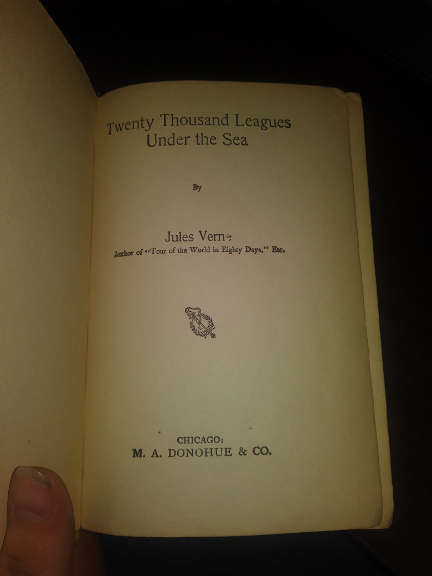 Twenty Thousand Leagues
Under the Sea
By
Jules Verne
Author of "Tour of the World in Eighty Days," Etc.
CHICAGO:
M. A. DONOHUE & CO.